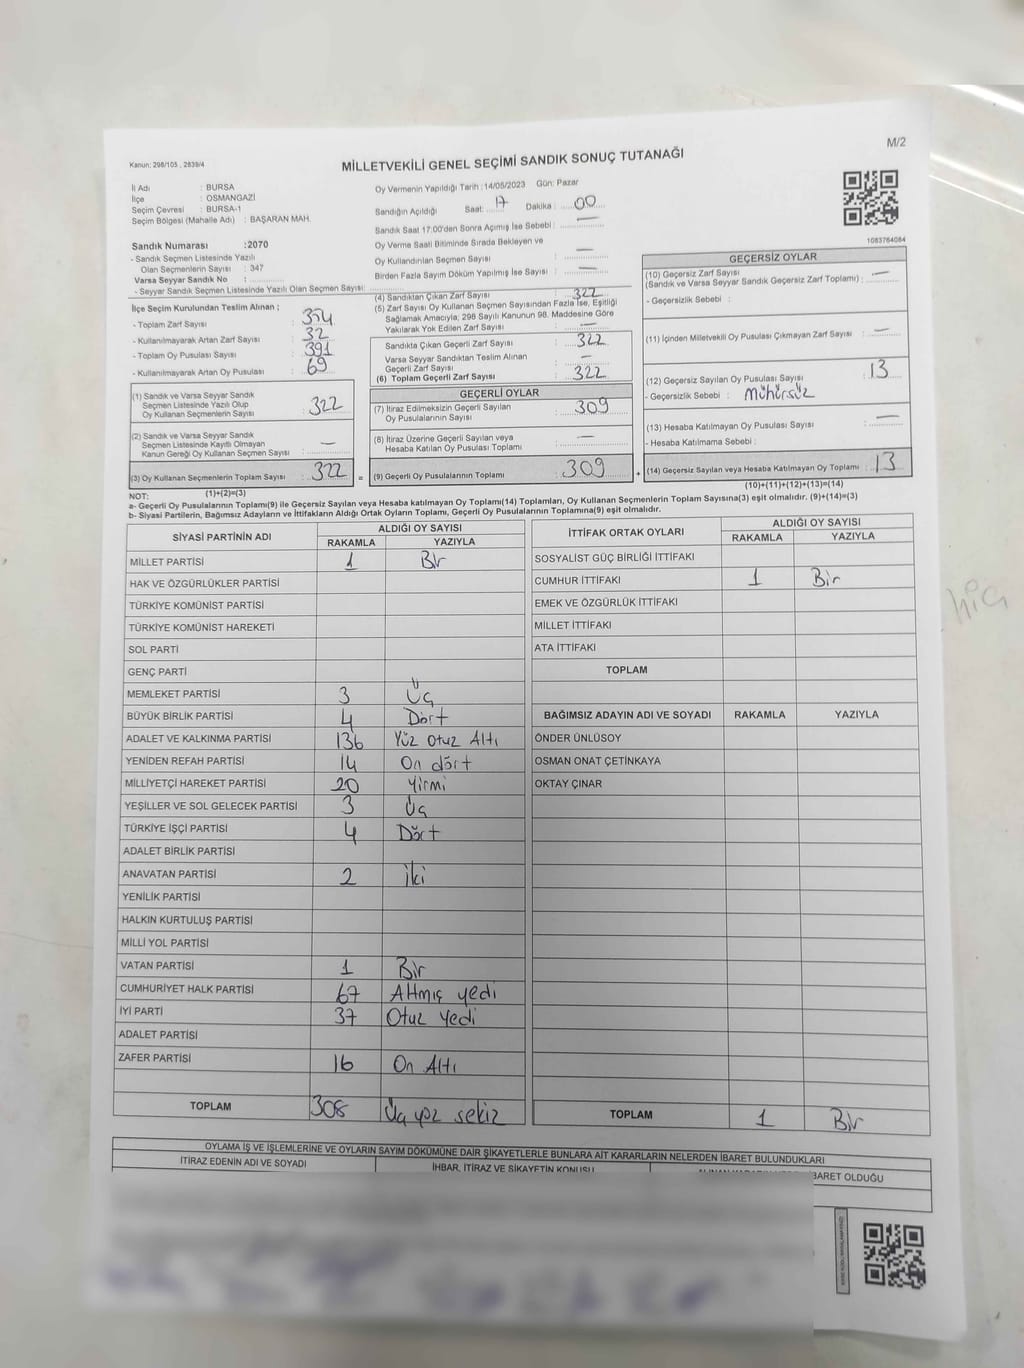 M/2
Kanun: 298/105 , 2839/4
MİLLETVEKİLİ GENEL SEÇİMİ SANDIK SONUÇ TUTANAĞI
İl Adı : BURSA
İlçe : OSMANGAZİ
Seçim Çevresi : BURSA-1
Seçim Bölgesi (Mahalle Adı) : BAŞARAN MAH.
Oy Vermenin Yapıldığı Tarih : 14/05/2023 Gün: Pazar
Sandığın Açıldığı Saat: 17 Dakika : 00
Sandık Saat 17:00'den Sonra Açımış İse Sebebi : —
Oy Verme Saati Bitiminde Sırada Bekleyen ve
Oy Kullandırılan Seçmen Sayısı : —
Birden Fazla Sayım Döküm Yapılmış İse Sayısı : —
1083764084
Sandık Numarası :2070
- Sandık Seçmen Listesinde Yazılı
Olan Seçmenlerin Sayısı : 347
Varsa Seyyar Sandık No :
- Seyyar Sandık Seçmen Listesinde Yazılı Olan Seçmen Sayısı :
İlçe Seçim Kurulundan Teslim Alınan ;
- Toplam Zarf Sayısı : 354
- Kullanılmayarak Artan Zarf Sayısı : 32
- Toplam Oy Pusulası Sayısı : 391
- Kullanılmayarak Artan Oy Pusulası : 69
(1) Sandık ve Varsa Seyyar Sandık
Seçmen Listesinde Yazılı Olup
Oy Kullanan Seçmenlerin Sayısı : 322
(2) Sandık ve Varsa Seyyar Sandık
Seçmen Listesinde Kayıtlı Olmayan
Kanun Gereği Oy Kullanan Seçmen Sayısı : —
(3) Oy Kullanan Seçmenlerin Toplam Sayısı : 322
(1)+(2)=(3)
(4) Sandıktan Çıkan Zarf Sayısı : 322
(5) Zarf Sayısı Oy Kullanan Seçmen Sayısından Fazla İse, Eşitliği
Sağlamak Amacıyla; 298 Sayılı Kanunun 98. Maddesine Göre
Yakılarak Yok Edilen Zarf Sayısı : —
Sandıkta Çıkan Geçerli Zarf Sayısı : 322
Varsa Seyyar Sandıktan Teslim Alınan
Geçerli Zarf Sayısı : —
(6) Toplam Geçerli Zarf Sayısı : 322
GEÇERLİ OYLAR
(7) İtiraz Edilmeksizin Geçerli Sayılan
Oy Pusulalarının Sayısı : 309
(8) İtiraz Üzerine Geçerli Sayılan veya
Hesaba Katılan Oy Pusulası Toplamı : —
= (9) Geçerli Oy Pusulalarının Toplamı : 309
GEÇERSİZ OYLAR
(10) Geçersiz Zarf Sayısı
(Sandık ve Varsa Seyyar Sandık Geçersiz Zarf Toplamı) : —
- Geçersizlik Sebebi :
(11) İçinden Milletvekili Oy Pusulası Çıkmayan Zarf Sayısı : —
(12) Geçersiz Sayılan Oy Pusulası Sayısı : 13
- Geçersizlik Sebebi : Mühürsüz
(13) Hesaba Katılmayan Oy Pusulası Sayısı : —
- Hesaba Katılmama Sebebi :
+ (14) Geçersiz Sayılan veya Hesaba Katılmayan Oy Toplamı : 13
(10)+(11)+(12)+(13)=(14)
NOT:
a- Geçerli Oy Pusulalarının Toplamı(9) ile Geçersiz Sayılan veya Hesaba katılmayan Oy Toplamı(14) Toplamları, Oy Kullanan Seçmenlerin Toplam Sayısına(3) eşit olmalıdır. (9)+(14)=(3)
b- Siyasi Partilerin, Bağımsız Adayların ve İttifakların Aldığı Ortak Oyların Toplamı, Geçerli Oy Pusulalarının Toplamına(9) eşit olmalıdır.
SİYASİ PARTİNİN ADI ALDIĞI OY SAYISI
RAKAMLA YAZIYLA
MİLLET PARTİSİ 1 Bir
HAK VE ÖZGÜRLÜKLER PARTİSİ
TÜRKİYE KOMÜNİST PARTİSİ
TÜRKİYE KOMÜNİST HAREKETİ
SOL PARTİ
GENÇ PARTİ
MEMLEKET PARTİSİ 3 Üç
BÜYÜK BİRLİK PARTİSİ 4 Dört
ADALET VE KALKINMA PARTİSİ 136 Yüz Otuz Altı
YENİDEN REFAH PARTİSİ 14 On dört
MİLLİYETÇİ HAREKET PARTİSİ 20 Yirmi
YEŞİLLER VE SOL GELECEK PARTİSİ 3 Üç
TÜRKİYE İŞÇİ PARTİSİ 4 Dört
ADALET BİRLİK PARTİSİ
ANAVATAN PARTİSİ 2 İki
YENİLİK PARTİSİ
HALKIN KURTULUŞ PARTİSİ
MİLLİ YOL PARTİSİ
VATAN PARTİSİ 1 Bir
CUMHURİYET HALK PARTİSİ 67 Altmış yedi
İYİ PARTİ 37 Otuz yedi
ADALET PARTİSİ
ZAFER PARTİSİ 16 On Altı
TOPLAM 308 Üç yüz sekiz
İTTİFAK ORTAK OYLARI ALDIĞI OY SAYISI
RAKAMLA YAZIYLA
SOSYALİST GÜÇ BİRLİĞİ İTTİFAKI
CUMHUR İTTİFAKI 1 Bir
EMEK VE ÖZGÜRLÜK İTTİFAKI
MİLLET İTTİFAKI
ATA İTTİFAKI
TOPLAM
BAĞIMSIZ ADAYIN ADI VE SOYADI RAKAMLA YAZIYLA
ÖNDER ÜNLÜSOY
OSMAN ONAT ÇETİNKAYA
OKTAY ÇINAR
TOPLAM 1 Bir
OYLAMA İŞ VE İŞLEMLERİNE VE OYLARIN SAYIM DÖKÜMÜNE DAİR ŞİKAYETLERLE BUNLARA AİT KARARLARIN NELERDEN İBARET BULUNDUKLARI
İTİRAZ EDENİN ADI VE SOYADI İHBAR, İTİRAZ VE ŞİKAYETİN KONUSU İBARET OLDUĞU